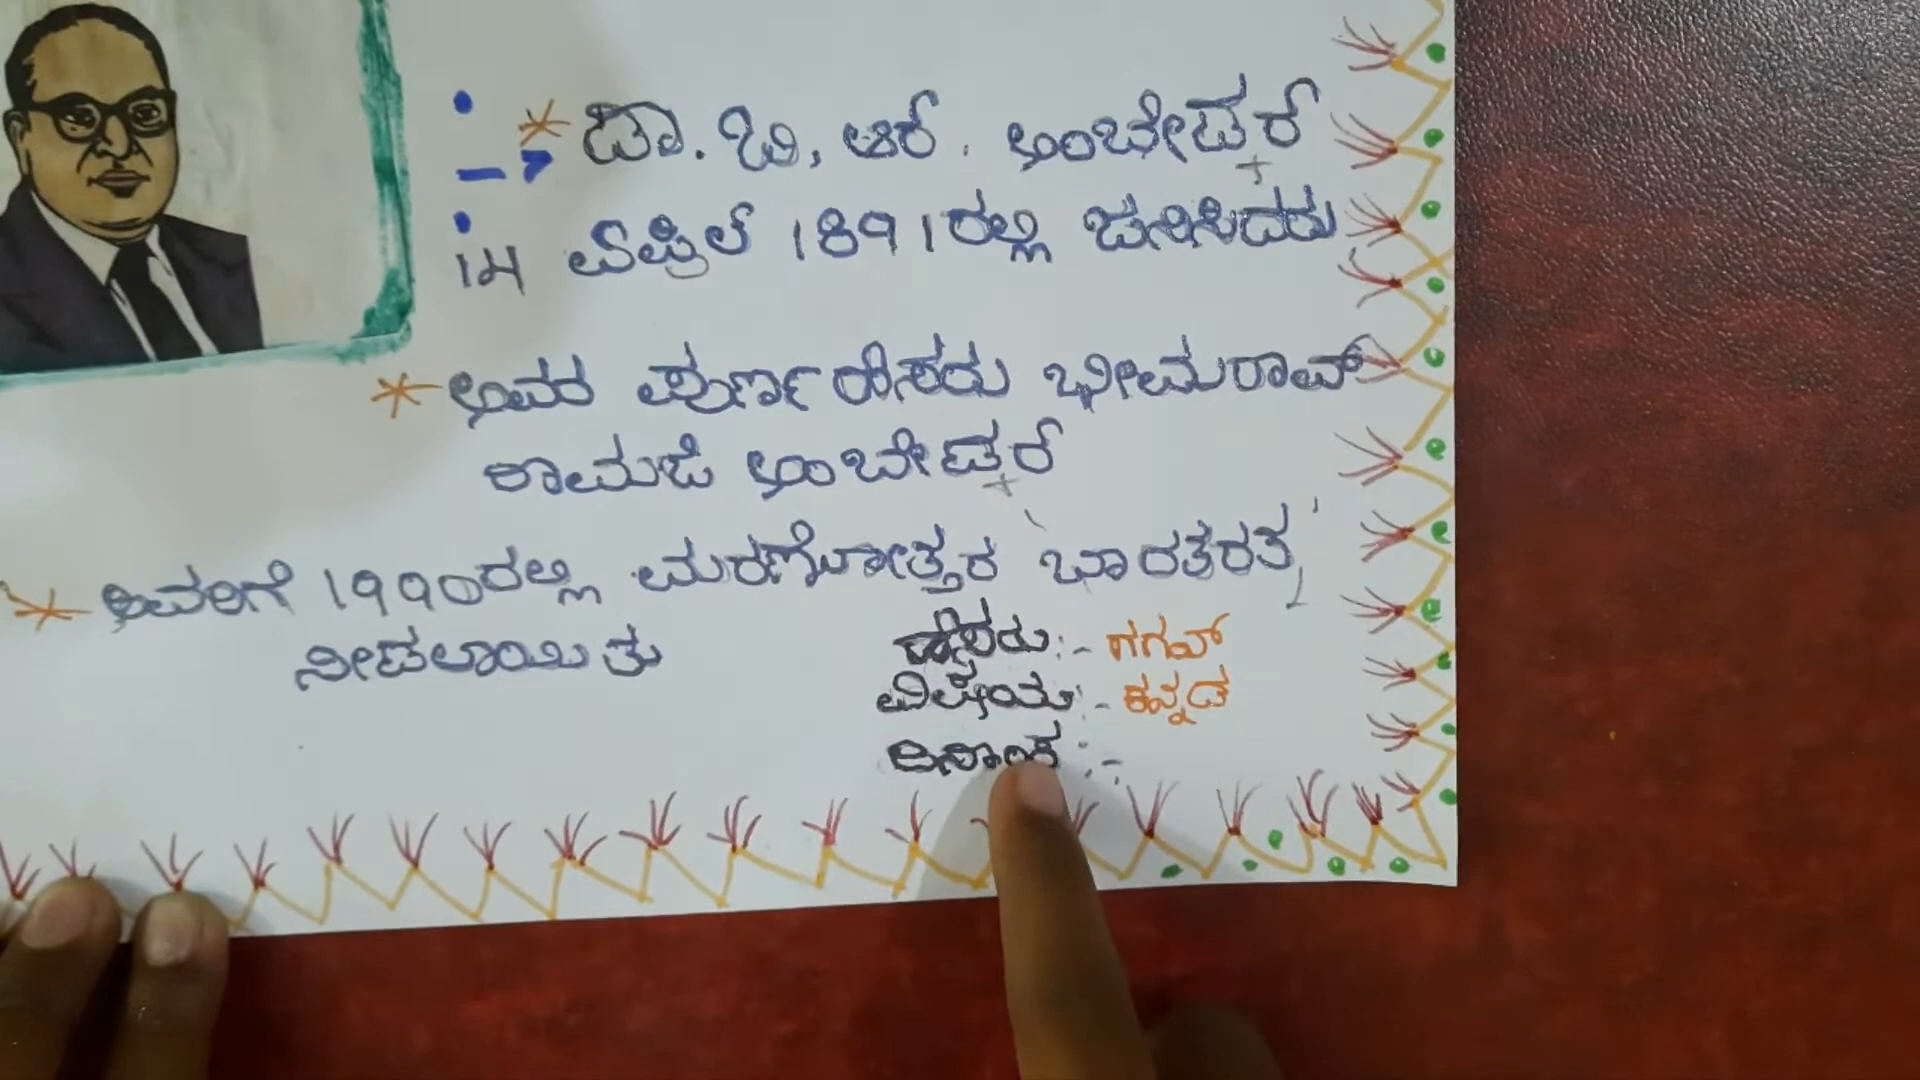 * ಡಾ. ಬಿ. ಆರ್. ಅಂಬೇಡ್ಕರ್
14 ಏಪ್ರಿಲ್ 1891ರಲ್ಲಿ ಜನಿಸಿದರು
* ಅವರ ಪುರ್ಣ ಹೆಸರು ಭೀಮರಾವ್
ರಾಮಜಿ ಅಂಬೇಡ್ಕರ್
* ಅವರಿಗೆ 1990ರಲ್ಲಿ ಮರಣೋತ್ತರ ಭಾರತರತ್ನ
ನೀಡಲಾಯಿತು
ಹೆಸರು :- ಗಗನ್
ವಿಷಯ :- ಕನ್ನಡ
ದಿನಾಂಕ :-